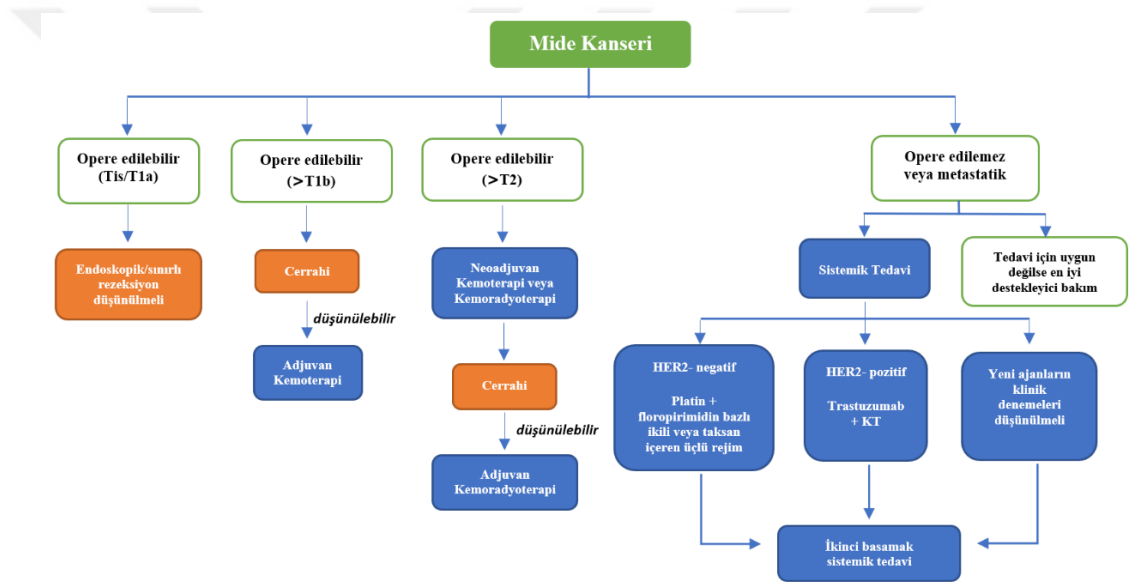 Mide Kanseri
Opere edilebilir
(Tis/T1a)
Opere edilebilir
(>T1b)
Opere edilebilir
(>T2)
Opere edilemez
veya metastatik
Endoskopik/sınırlı
rezeksiyon
düşünülmeli
Cerrahi
düşünülebilir
Adjuvan
Kemoterapi
Neoadjuvan
Kemoterapi veya
Kemoradyoterapi
Cerrahi
düşünülebilir
Adjuvan
Kemoradyoterapi
Sistemik Tedavi
Tedavi için uygun
değilse en iyi
destekleyici bakım
HER2- negatif
Platin +
floropirimidin bazlı
ikili veya taksan
içeren üçlü rejim
HER2- pozitif
Trastuzumab
+ KT
Yeni ajanların
klinik
denemeleri
düşünülmeli
İkinci basamak
sistemik tedavi